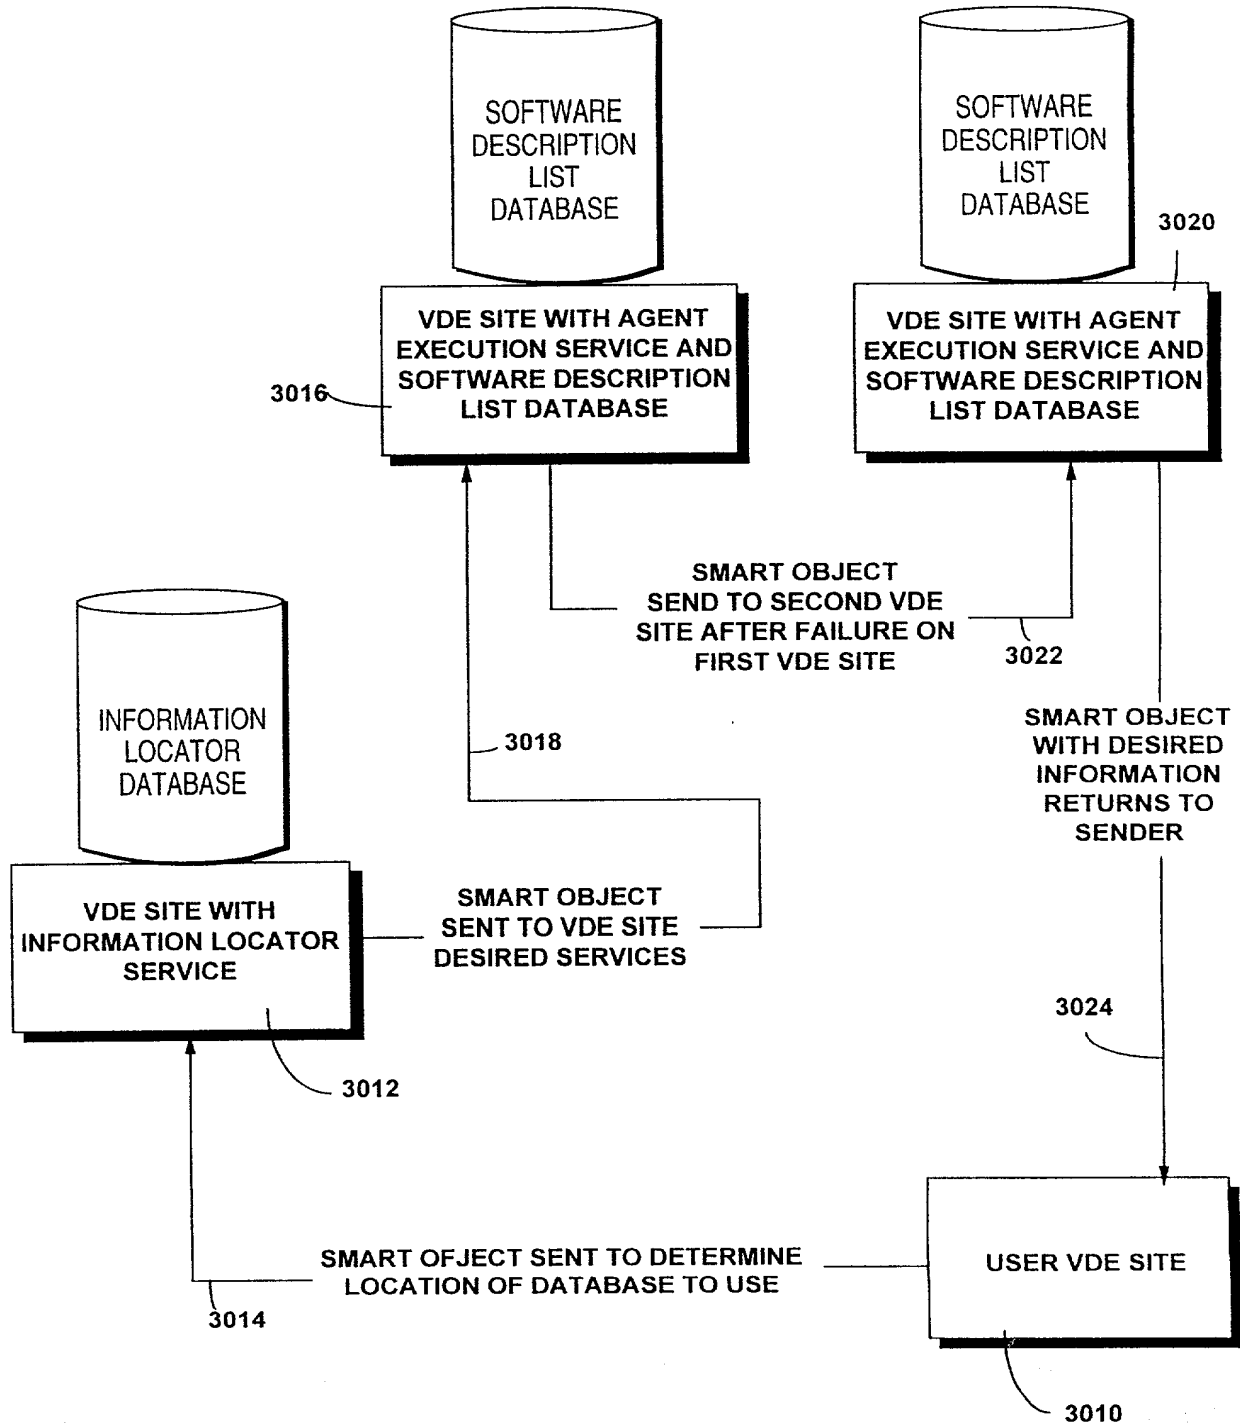 SOFTWARE
DESCRIPTION
LIST
DATABASE
SOFTWARE
DESCRIPTION
LIST
DATABASE
3020
VDE SITE WITH AGENT
EXECUTION SERVICE AND
SOFTWARE DESCRIPTION
LIST DATABASE
3016
VDE SITE WITH AGENT
EXECUTION SERVICE AND
SOFTWARE DESCRIPTION
LIST DATABASE
SMART OBJECT
SEND TO SECOND VDE
SITE AFTER FAILURE ON
FIRST VDE SITE
3022
INFORMATION
LOCATOR
DATABASE
3018
SMART OBJECT
WITH DESIRED
INFORMATION
RETURNS TO
SENDER
VDE SITE WITH
INFORMATION LOCATOR
SERVICE
SMART OBJECT
SENT TO VDE SITE
DESIRED SERVICES
3024
3012
SMART OFJECT SENT TO DETERMINE
LOCATION OF DATABASE TO USE
3014
USER VDE SITE
3010